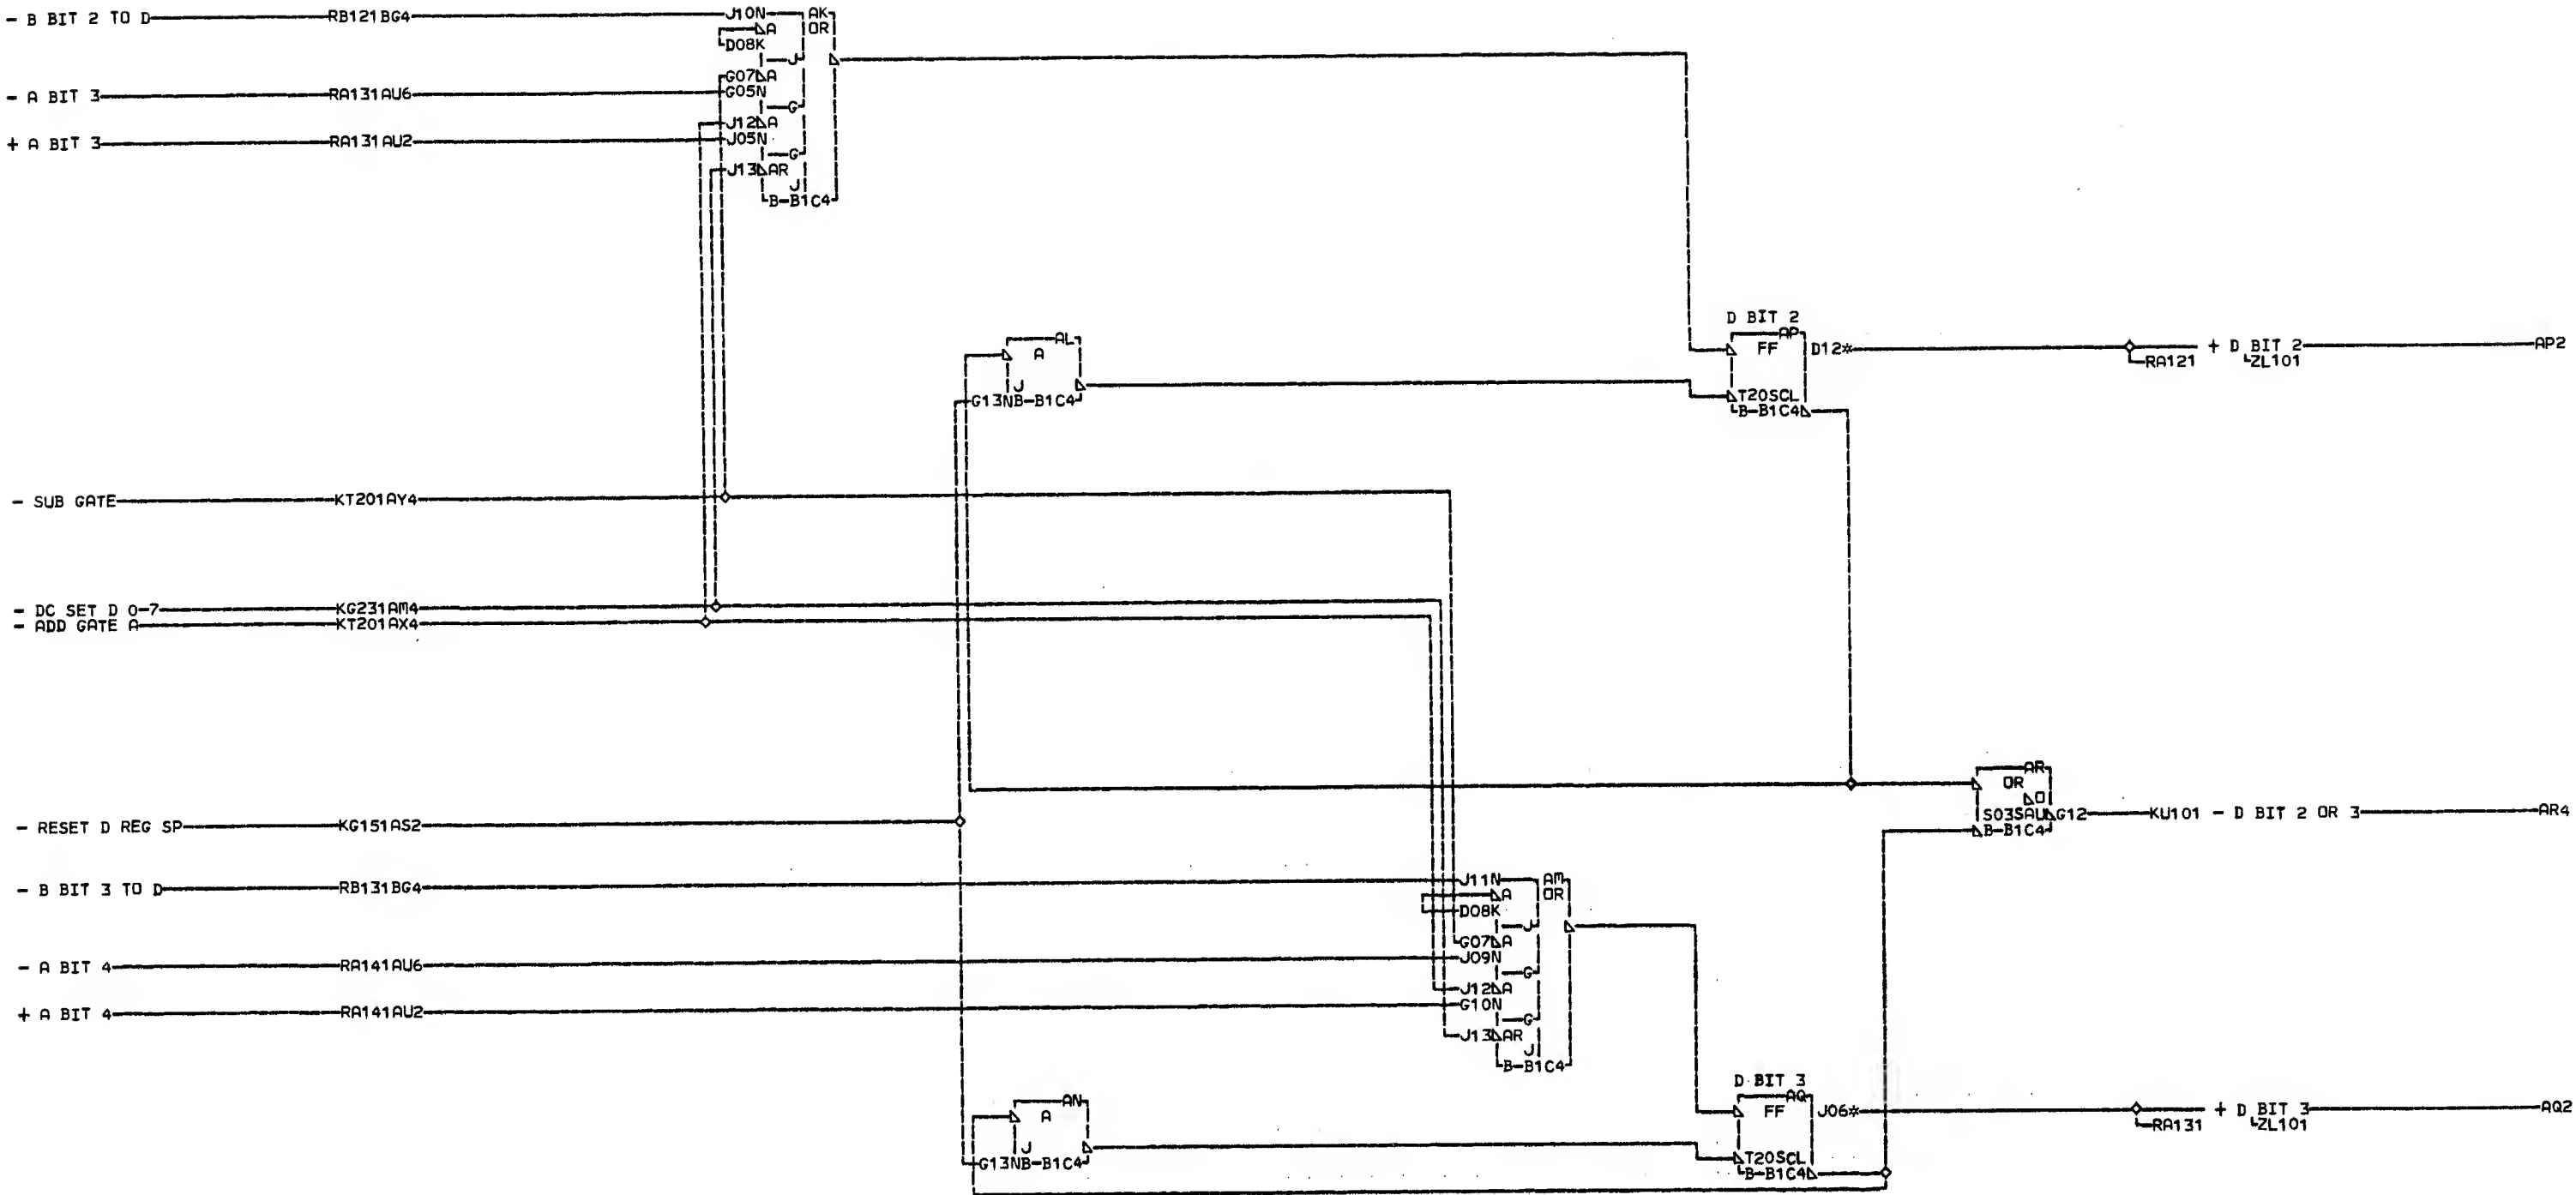 - B BIT 2 TO D RB121BG4 J10N AK
A OR
D08K
J
G07 A
- A BIT 3 RA131AU6 G05N
G
J12 A
+ A BIT 3 RA131AU2 J05N
G
J13 AR
J
B-B1C4
D BIT 2
AP
AL
A
FF D12* + D BIT 2 AP2
RA121 ZL101
J
G13NB-B1C4
T20SCL
B-B1C4
- SUB GATE KT201AY4
- DC SET D 0-7 KG231AM4
- ADD GATE A KT201AX4
AR
OR
O
- RESET D REG SP KG151AS2 S03SAU G12 KU101 - D BIT 2 OR 3 AR4
B-B1C4
- B BIT 3 TO D RB131BG4 J11N AM
A OR
D08K
J
G07 A
- A BIT 4 RA141AU6 J09N
G
J12 A
+ A BIT 4 RA141AU2 G10N
G
J13 AR
J
B-B1C4
D BIT 3
AQ
AN
A
FF J06* + D BIT 3 AQ2
RA131 ZL101
J
G13NB-B1C4
T20SCL
B-B1C4